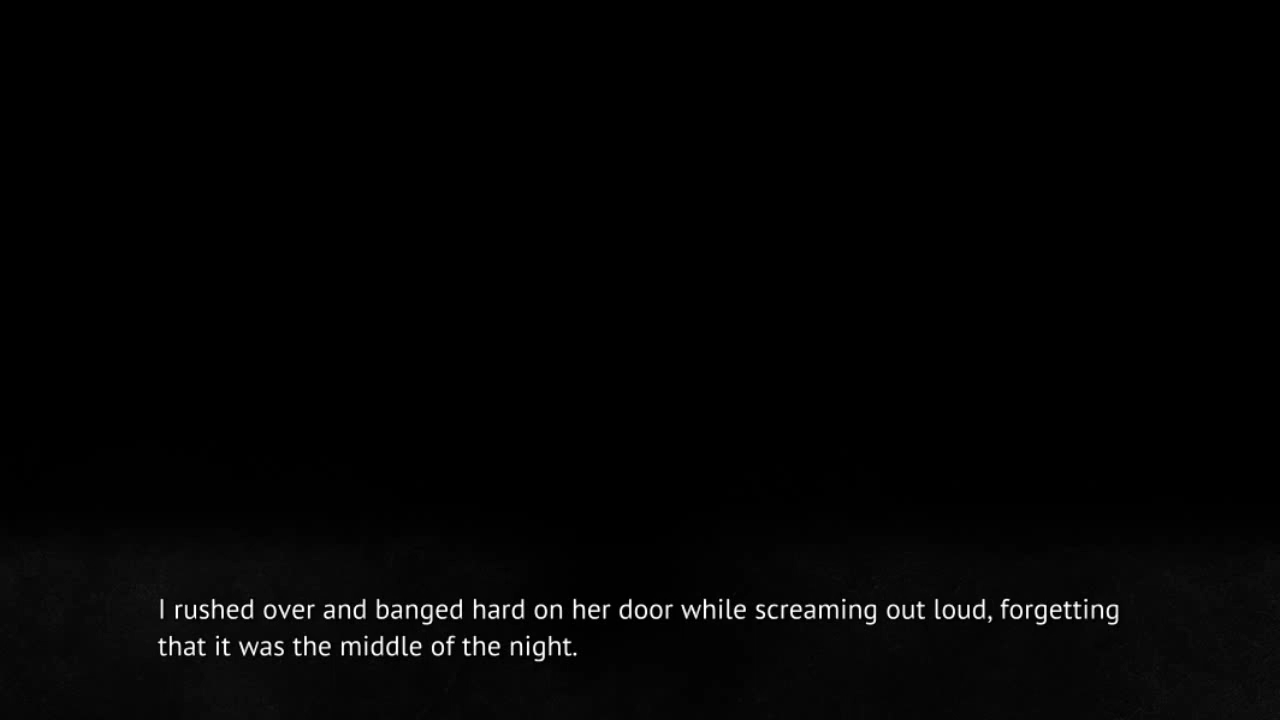 I rushed over and banged hard on her door while screaming out loud, forgetting
that it was the middle of the night.